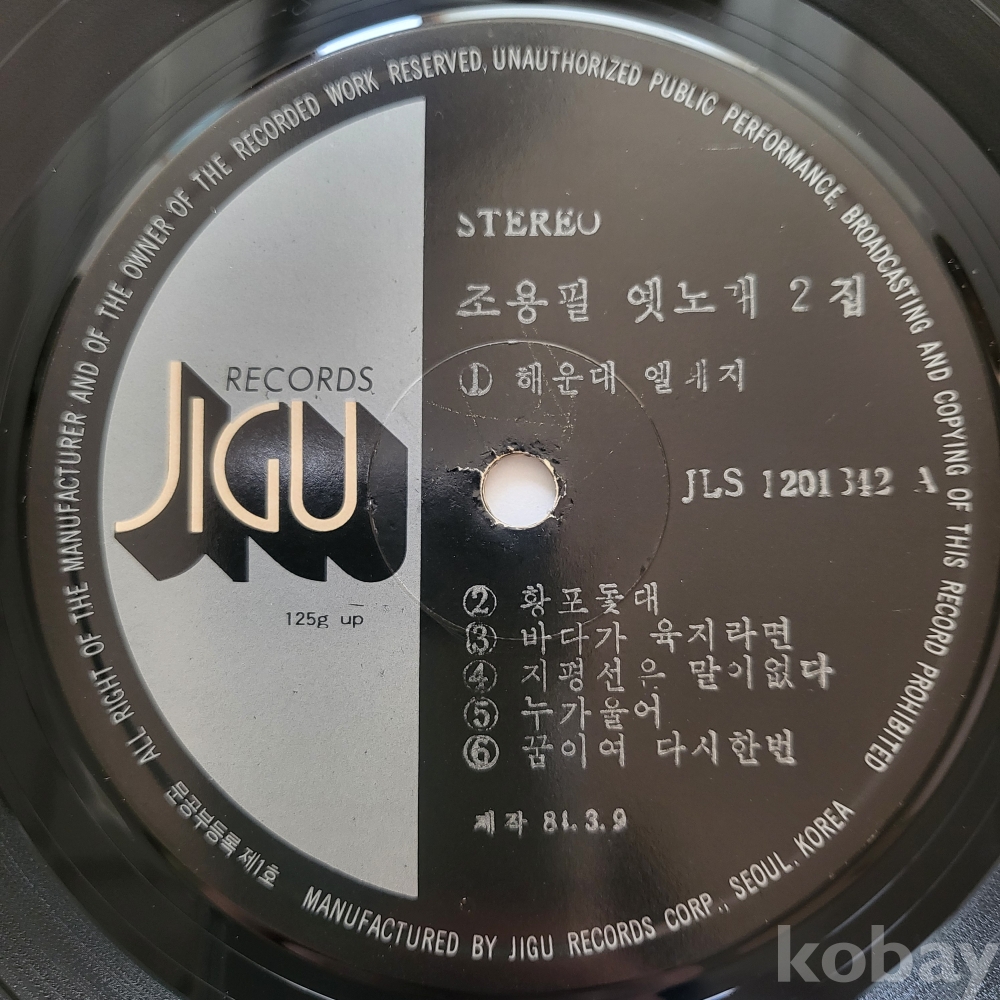 ALL RIGHT OF THE MANUFACTURER AND OF THE OWNER OF THE RECORDED WORK RESERVED, UNAUTHORIZED PUBLIC PERFORMANCE, BROADCASTING AND COPYING OF THIS RECORD PROHIBITED
STEREO
조용필 옛노래 2집
RECORDS
JIGU
① 해운대 엘레지
JLS 1201342 A
125g up
② 황포돛대
③ 바다가 육지라면
④ 지평선은 말이없다
⑤ 누가울어
⑥ 꿈이여 다시한번
제작 84.3.9
문공부등록 제1호
MANUFACTURED BY JIGU RECORDS CORP., SEOUL, KOREA
kobay